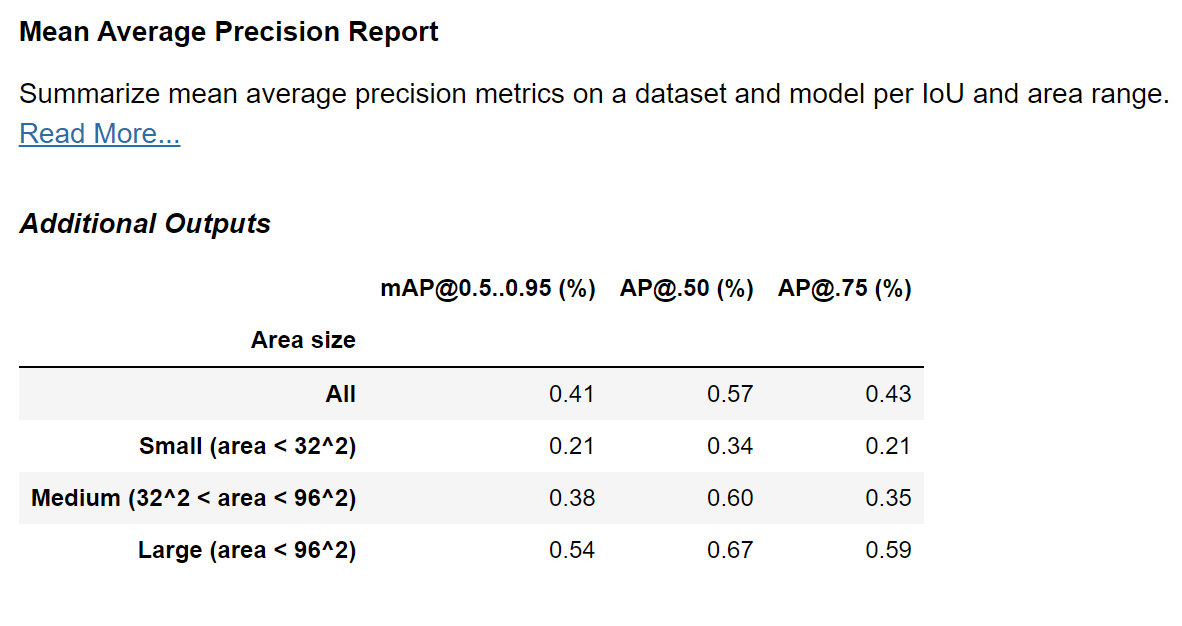 Mean Average Precision Report
Summarize mean average precision metrics on a dataset and model per IoU and area range.
Read More...
Additional Outputs
mAP@0.5..0.95 (%) AP@.50 (%) AP@.75 (%)
Area size
All 0.41 0.57 0.43
Small (area < 32^2) 0.21 0.34 0.21
Medium (32^2 < area < 96^2) 0.38 0.60 0.35
Large (area < 96^2) 0.54 0.67 0.59